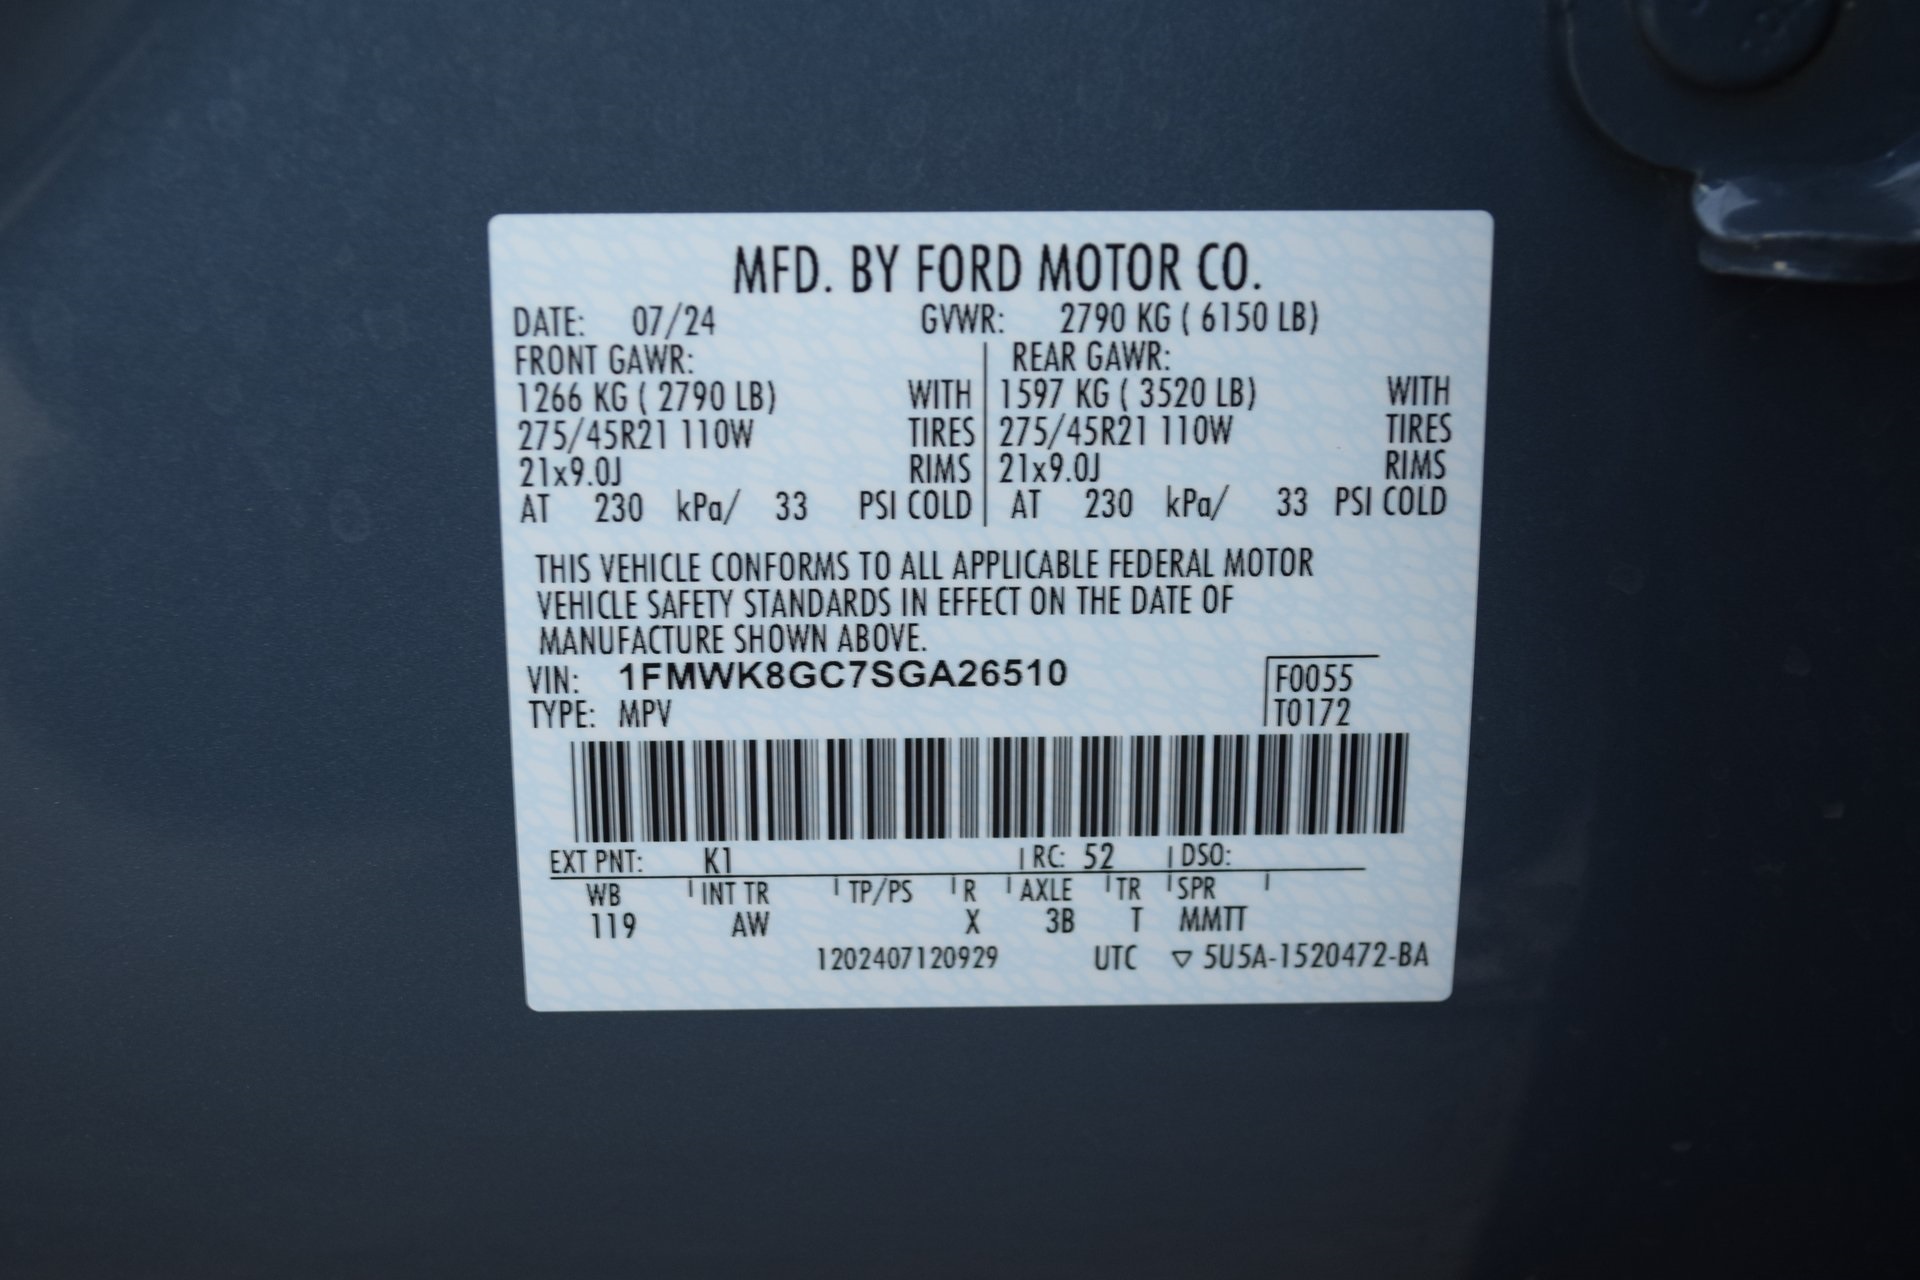 MFD. BY FORD MOTOR CO.
DATE: 07/24 GVWR: 2790 KG ( 6150 LB)
FRONT GAWR: REAR GAWR:
1266 KG ( 2790 LB) WITH 1597 KG ( 3520 LB) WITH
275/45R21 110W TIRES 275/45R21 110W TIRES
21x9.0J RIMS 21x9.0J RIMS
AT 230 kPa/ 33 PSI COLD AT 230 kPa/ 33 PSI COLD
THIS VEHICLE CONFORMS TO ALL APPLICABLE FEDERAL MOTOR
VEHICLE SAFETY STANDARDS IN EFFECT ON THE DATE OF
MANUFACTURE SHOWN ABOVE.
VIN: 1FMWK8GC7SGA26510 F0055
TYPE: MPV T0172
EXT PNT: K1 RC: 52 DSO:
WB INT TR TP/PS R AXLE TR SPR
119 AW X 3B T MMTT
1202407120929 UTC ▽ 5U5A-1520472-BA